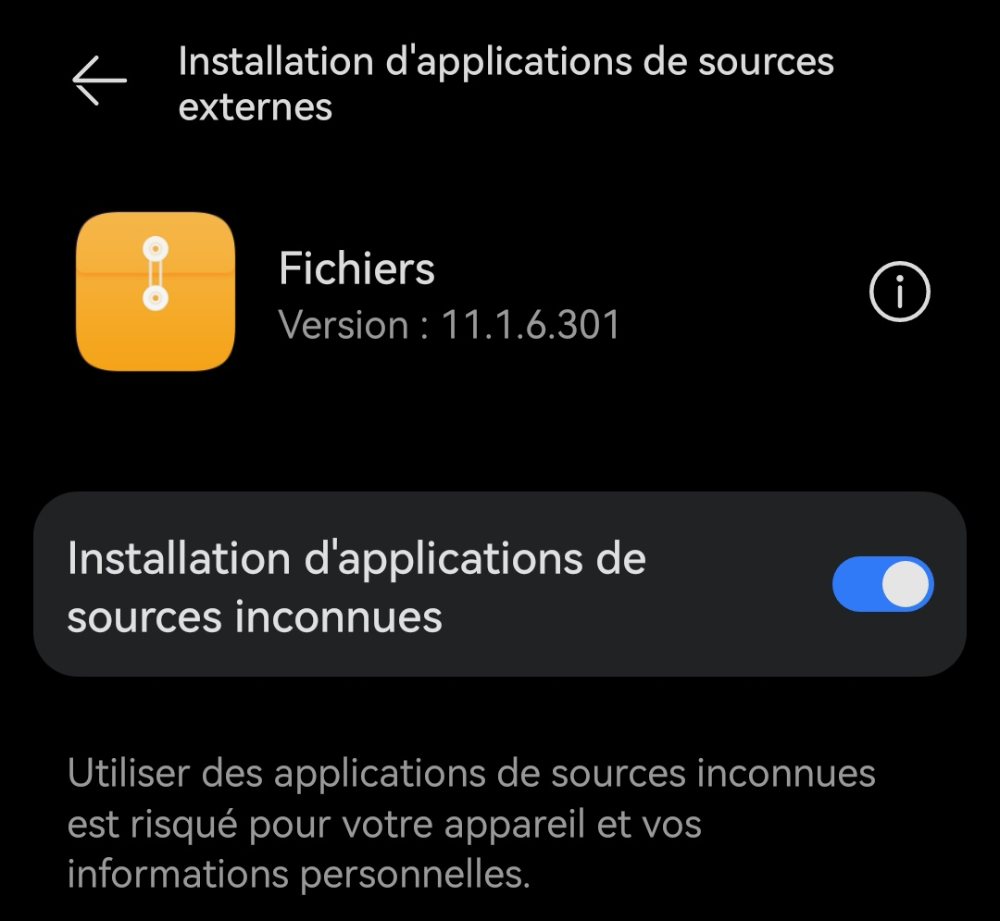 Installation d'applications de sources
externes
Fichiers
Version : 11.1.6.301
Installation d'applications de
sources inconnues
Utiliser des applications de sources inconnues
est risqué pour votre appareil et vos
informations personnelles.